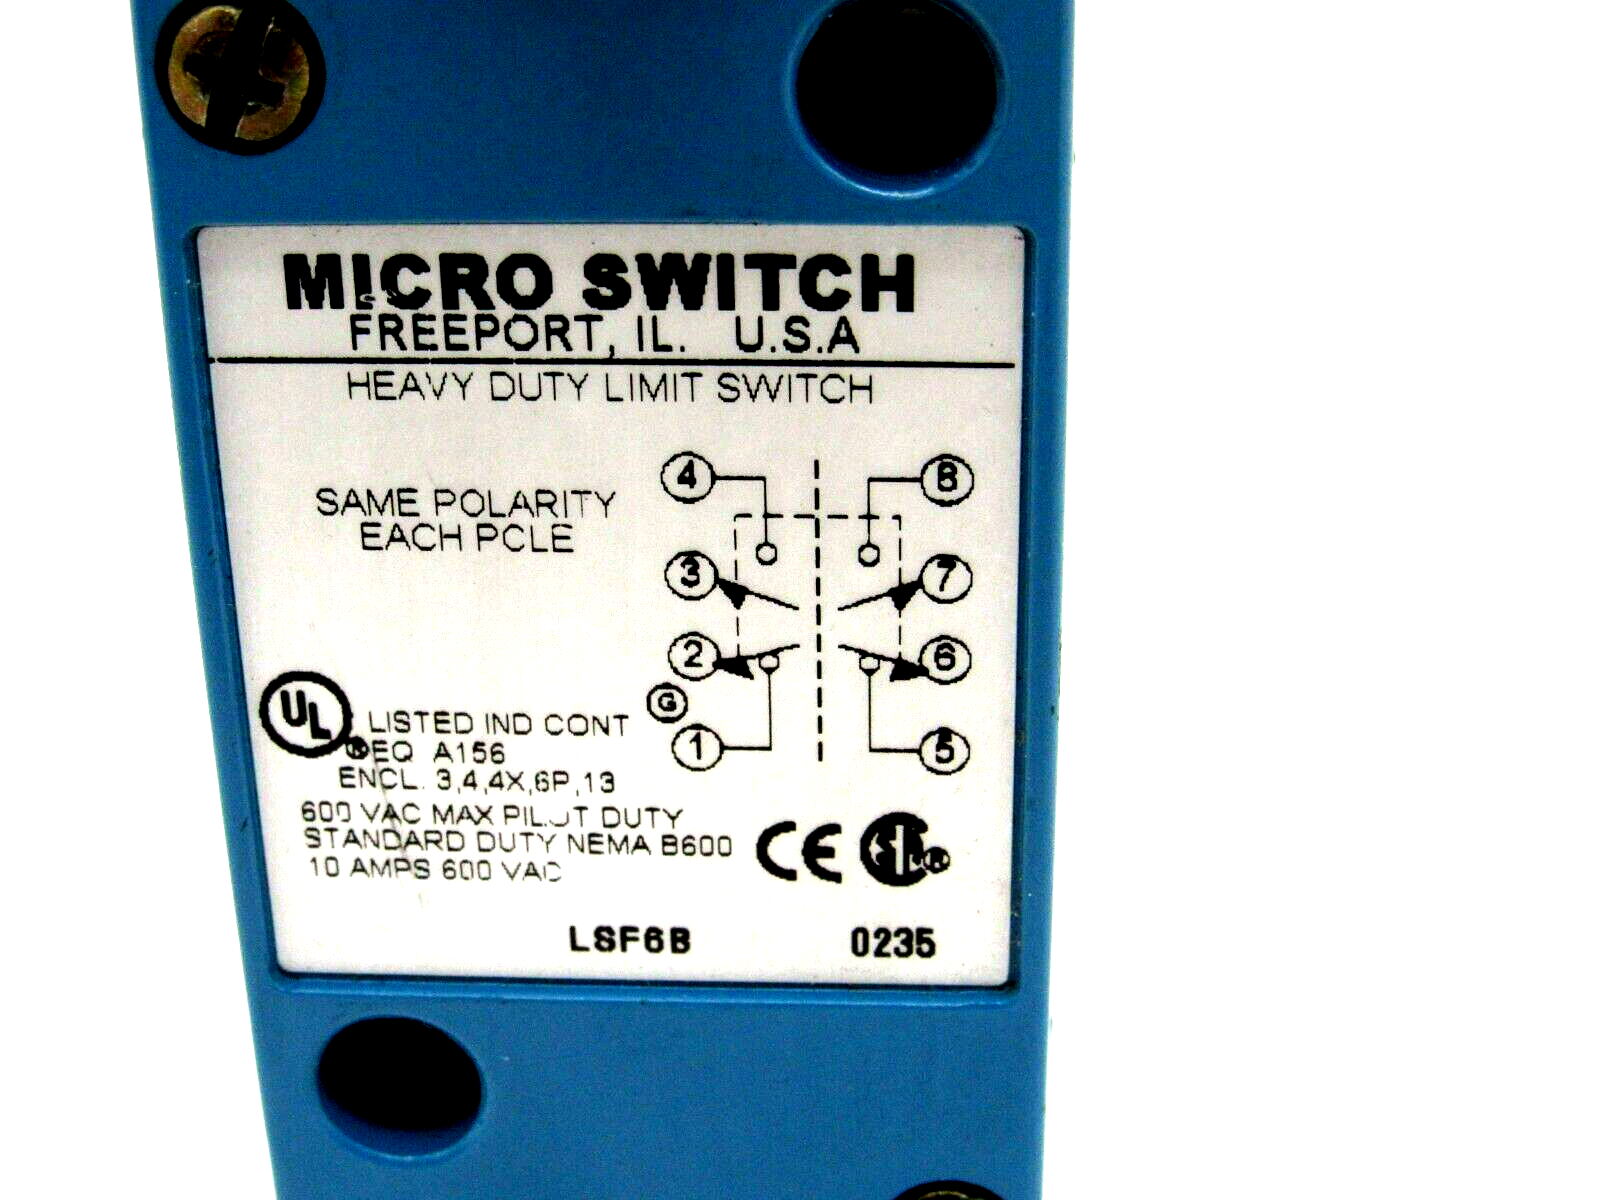 MICRO SWITCH
FREEPORT, IL. U.S.A
HEAVY DUTY LIMIT SWITCH
SAME POLARITY
EACH PCLE
4 8
3 7
2 6
G
1 5
UL
LISTED IND CONT
EQ A156
ENCL. 3,4,4X,6P,13
600 VAC MAX PILOT DUTY
STANDARD DUTY NEMA B600
10 AMPS 600 VAC
CE
LSF6B 0235